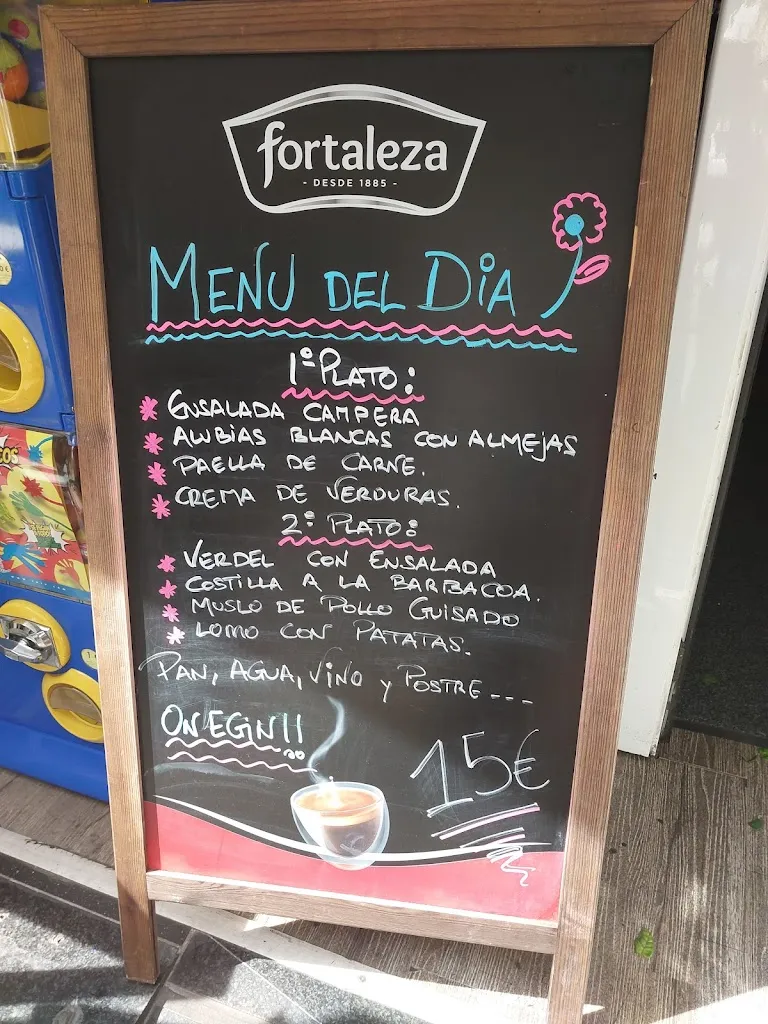 fortaleza
- DESDE 1885 -
MENU DEL DiA
1º PLATO:
* ENSALADA CAMPERA
* ALUBIAS BLANCAS CON ALMEJAS
* PAELLA DE CARNE.
* CREMA DE VERDURAS.
2º PLATO:
* VERDEL CON ENSALADA
* COSTILLA A LA BARBACOA.
* MUSLO DE POLLO GUISADO
* LOMO CON PATATAS.
PAN, AGUA, VINO y POSTRE ---
ON EGIN!!
15€